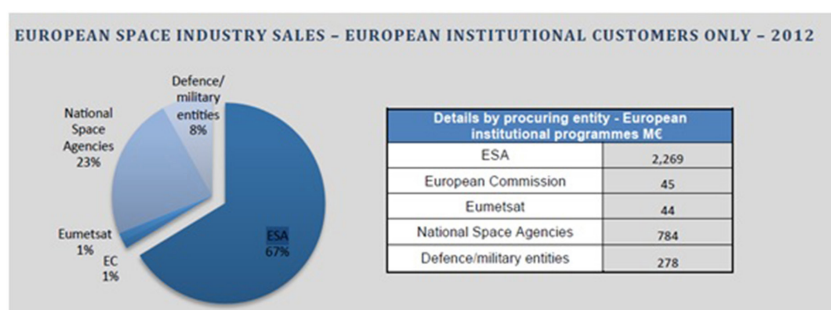 EUROPEAN SPACE INDUSTRY SALES – EUROPEAN INSTITUTIONAL CUSTOMERS ONLY – 2012
Defence/
military
entities
8%
National
Space
Agencies
23%
Eumetsat
1%
EC
1%
ESA
67%
Details by procuring entity - European
institutional programmes M€
ESA 2,269
European Commission 45
Eumetsat 44
National Space Agencies 784
Defence/military entities 278